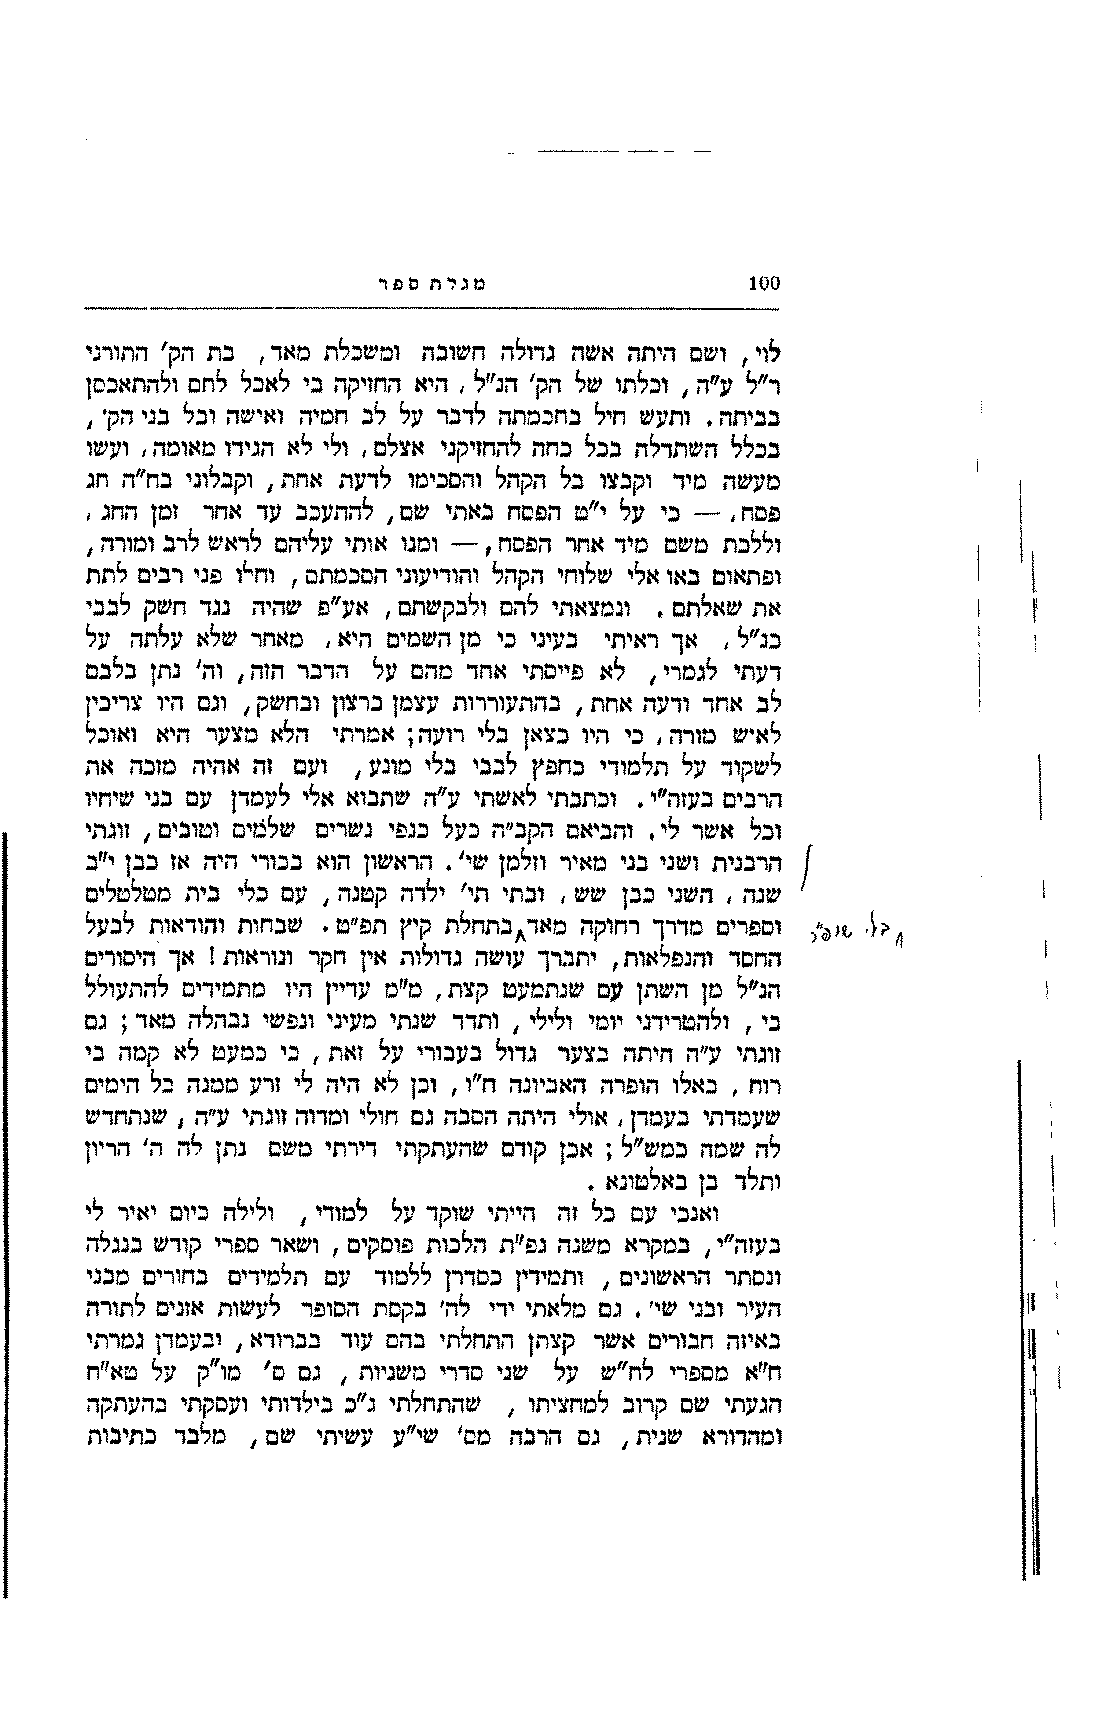 100 מגלת ספר
לוי, ושם היתה אשה גדולה חשובה ומשכלת מאד, בת הק' התורני
ר"ל ע"ה, וכלתו של הק' הנ"ל, היא החזיקה בי לאכל לחם ולהתאכסן
בביתה. ותעש חיל בחכמתה לדבר על לב חמיה ואישה וכל בני הק',
בכלל השתדלה בכל כחה להחזיקני אצלם, ולי לא הגידו מאומה, ועשו
מעשה מיד וקבצו כל הקהל והסכימו לדעת אחת, וקבלוני בח"ה חג
פסח, — כי על י"ט הפסח באתי שם, להתעכב עד אחר זמן החג,
וללכת משם מיד אחר הפסח, — ומנו אותי עליהם לראש לרב ומורה,
ופתאום באו אלי שלוחי הקהל והודיעוני הסכמתם, וחלו פני רבים לתת
את שאלתם. ונמצאתי להם ולבקשתם, אע"פ שהיה נגד חשק לבבי
כנ"ל, אך ראיתי בעיני כי מן השמים היא, מאחר שלא עלתה על
דעתי לגמרי, לא פייסתי אחד מהם על הדבר הזה, וה' נתן בלבם
לב אחד ודעה אחת, בהתעוררות עצמן ברצון ובחשק, וגם היו צריכין
לאיש מורה, כי היו כצאן בלי רועה; אמרתי הלא מצער היא ואוכל
לשקוד על תלמודי כחפץ לבבי בלי מונע, ועם זה אהיה מזכה את
הרבים בעזה"י. וכתבתי לאשתי ע"ה שתבוא אלי לעמדן עם בני שיחיו
וכל אשר לי. והביאם הקב"ה כעל כנפי נשרים שלמים וטובים, זוגתי
הרבנית ושני בני מאיר וזלמן שי'. הראשון הוא בכורי היה אז כבן י"ב
שנה, השני כבן שש, ובתי תי' ילדה קטנה, עם כלי בית מטלטלים
וספרים מדרך רחוקה מאד בתחלת קיץ תפ"ט. שבחות והודאות לבעל
בלי
החסד והנפלאות, יתברך עושה גדולות אין חקר ונוראות! אך היסורים
הנ"ל מן השתן עם שנתמעט קצת, מ"מ עדיין היו מתמידים להתעולל
בי, ולהטרידני יומי ולילי, ותדד שנתי מעיני ונפשי נבהלה מאד; גם
זוגתי ע"ה היתה בצער גדול בעבורי על זאת, כי כמעט לא קמה בי
רוח, כאלו הופרה האביונה ח"ו, וכן לא היה לי זרע ממנה כל הימים
שעמדתי בעמדן, אולי היתה הסבה גם חולי ומדוה זוגתי ע"ה, שנתחדש
לה שמה כמש"ל; אכן קודם שהעתקתי דירתי משם נתן לה ה' הריון
ותלד בן באלטונא.
ואנכי עם כל זה הייתי שוקד על למודי, ולילה כיום יאיר לי
בעזה"י, במקרא משנה גפ"ת הלכות פוסקים, ושאר ספרי קודש בנגלה
ונסתר הראשונים, ותמידין כסדרן ללמוד עם תלמידים בחורים מבני
העיר ובני שי'. גם מלאתי ידי לה' בקסת הסופר לעשות אזנים לתורה
באיזה חבורים אשר קצתן התחלתי בהם עוד בברודא, ובעמדן גמרתי
ח"א מספרי לח"ש על שני סדרי משניות, גם ס' מו"ק על טא"ח
הגעתי שם קרוב למחציתו, שהתחלתי ג"כ בילדותי ועסקתי בהעתקה
ומהדורא שנית, גם הרבה מס' שי"ע עשיתי שם, מלבד כתיבות